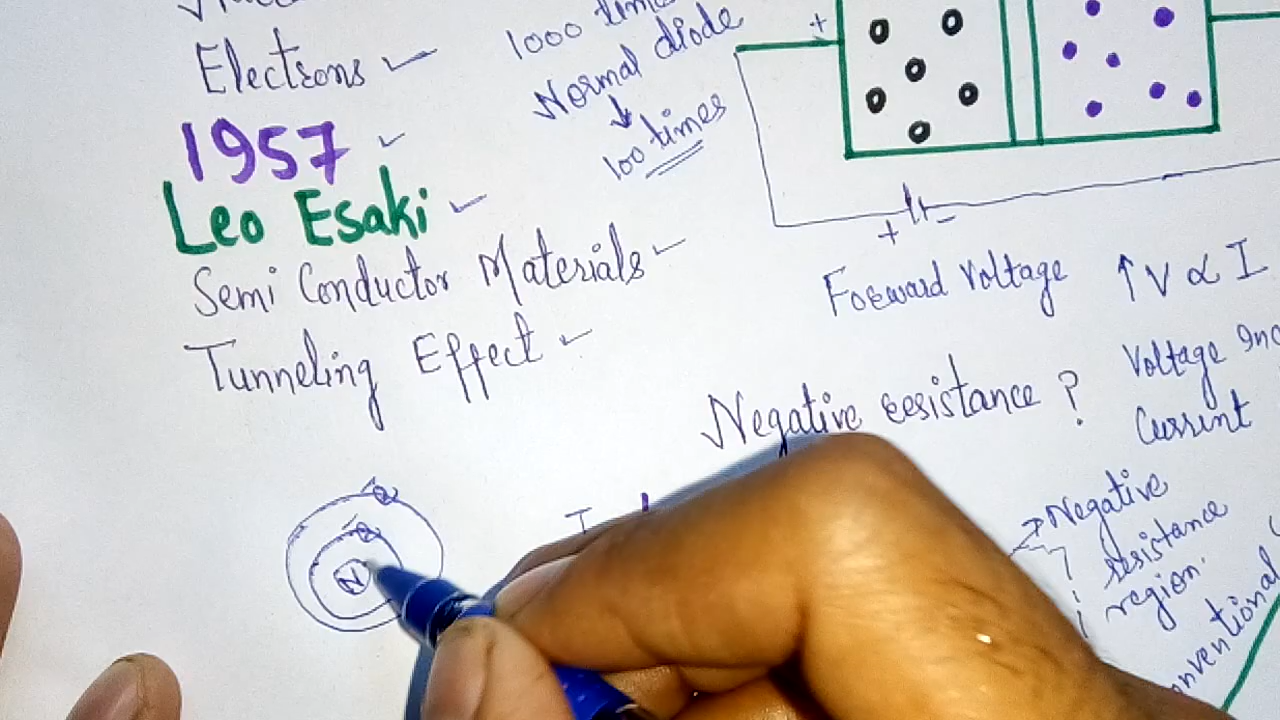 Electrons
1957
Leo Esaki
Semi Conductor Materials
Tunneling Effect
N
1000 times
Normal diode
100 times
+
+ -
Forward Voltage ↑V ∝ I
Negative resistance ?
Voltage Inc
Current
I
Negative
resistance
region.